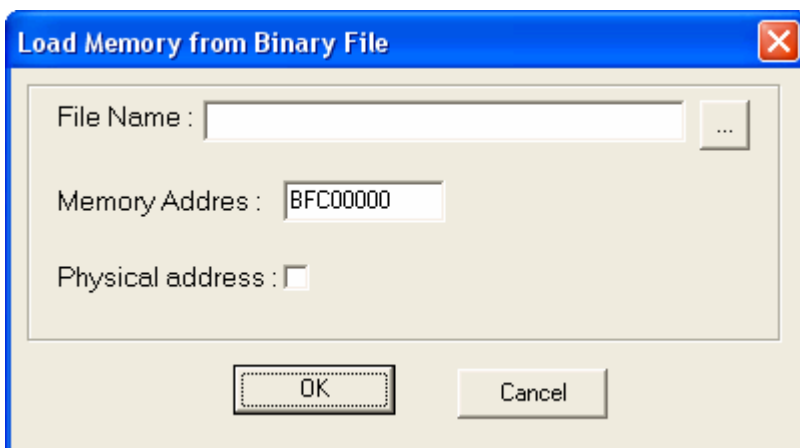 Load Memory from Binary File
File Name : ...
Memory Addres : BFC00000
Physical address :
OK Cancel